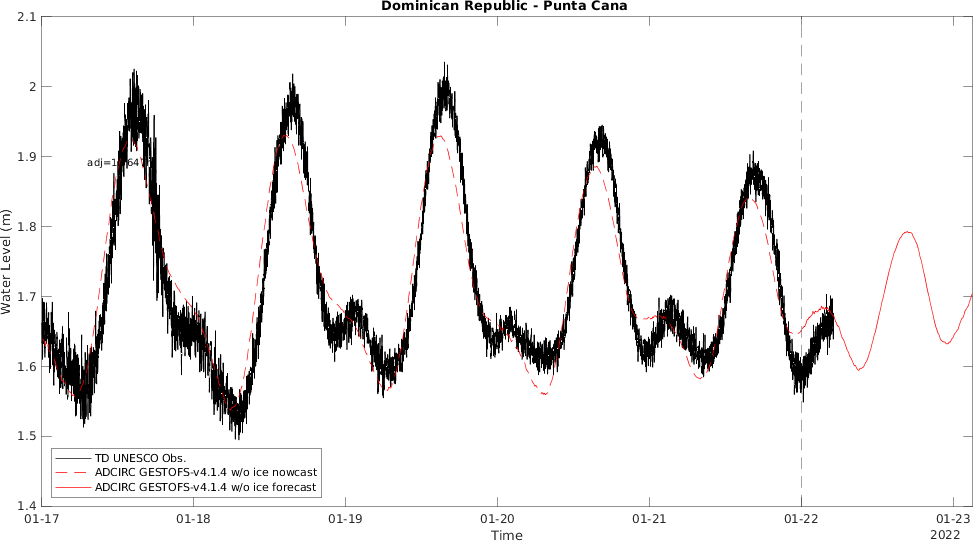 Dominican Republic - Punta Cana
2.1
2
1.9
1.8
1.7
1.6
1.5
1.4
Water Level (m)
TD UNESCO Obs.
ADCIRC GESTOFS-v4.1.4 w/o ice nowcast
ADCIRC GESTOFS-v4.1.4 w/o ice forecast
01-17
01-18
01-19
01-20
01-21
01-22
01-23
Time
2022